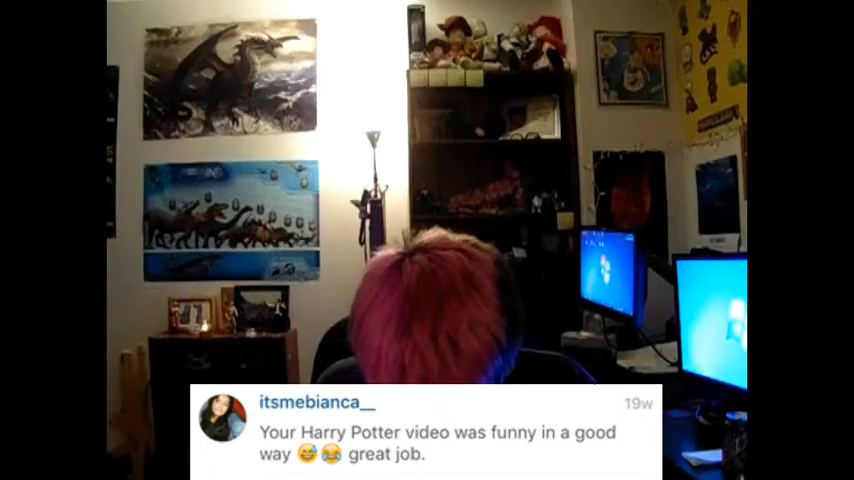 itsmebianca__
19w
Your Harry Potter video was funny in a good
way 😅😂 great job.